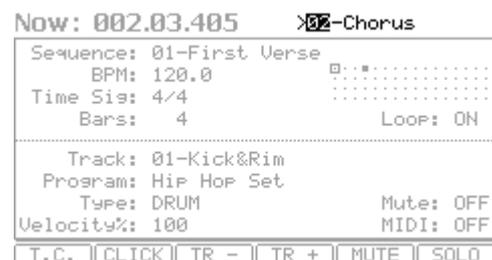 Now: 002.03.405 >02-Chorus
Sequence: 01-First Verse
BPM: 120.0
Time Sig: 4/4
Bars: 4 Loop: ON
Track: 01-Kick&Rim
Program: Hip Hop Set
Type: DRUM Mute: OFF
Velocity%: 100 MIDI: OFF
T.C. CLICK TR - TR + MUTE SOLO